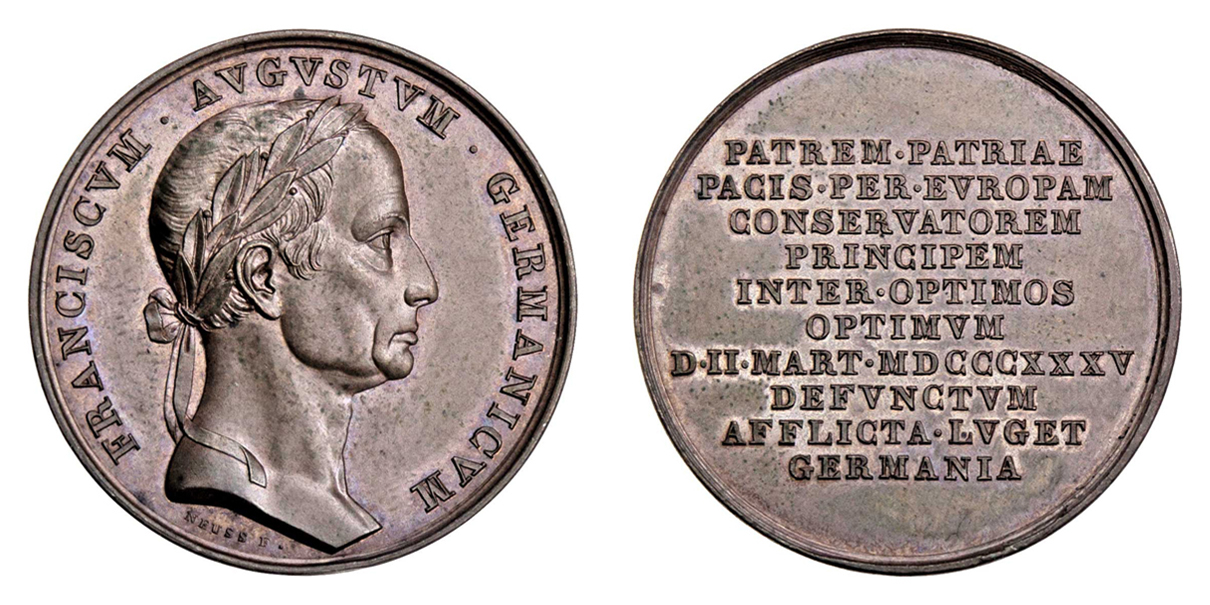 FRANCISCVM · AVGVSTVM · GERMANICVM
NEUSS F.
PATREM·PATRIAE
PACIS·PER·EVROPAM
CONSERVATOREM
PRINCIPEM
INTER·OPTIMOS
OPTIMVM
D·II·MART·MDCCCXXXV
DEFVNCTVM
AFFLICTA·LVGET
GERMANIA